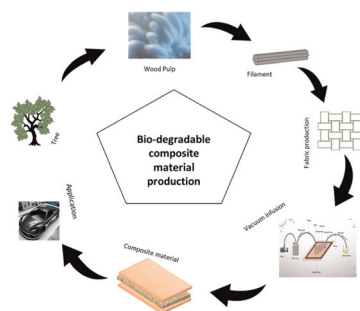 Wood Pulp
Filament
Fabric production
Vacuum infusion
Composite material
Application
Tree
Bio-degradable
composite
material
production